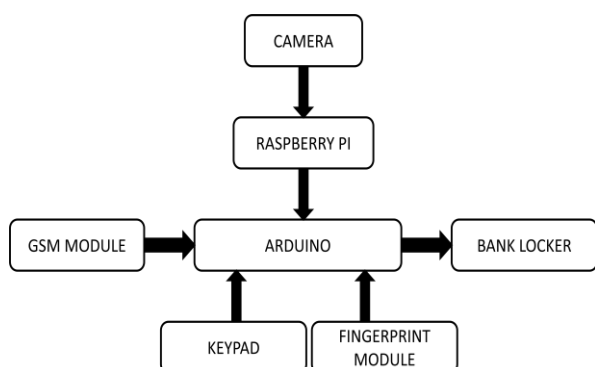 CAMERA
RASPBERRY PI
GSM MODULE
ARDUINO
BANK LOCKER
KEYPAD
FINGERPRINT
MODULE